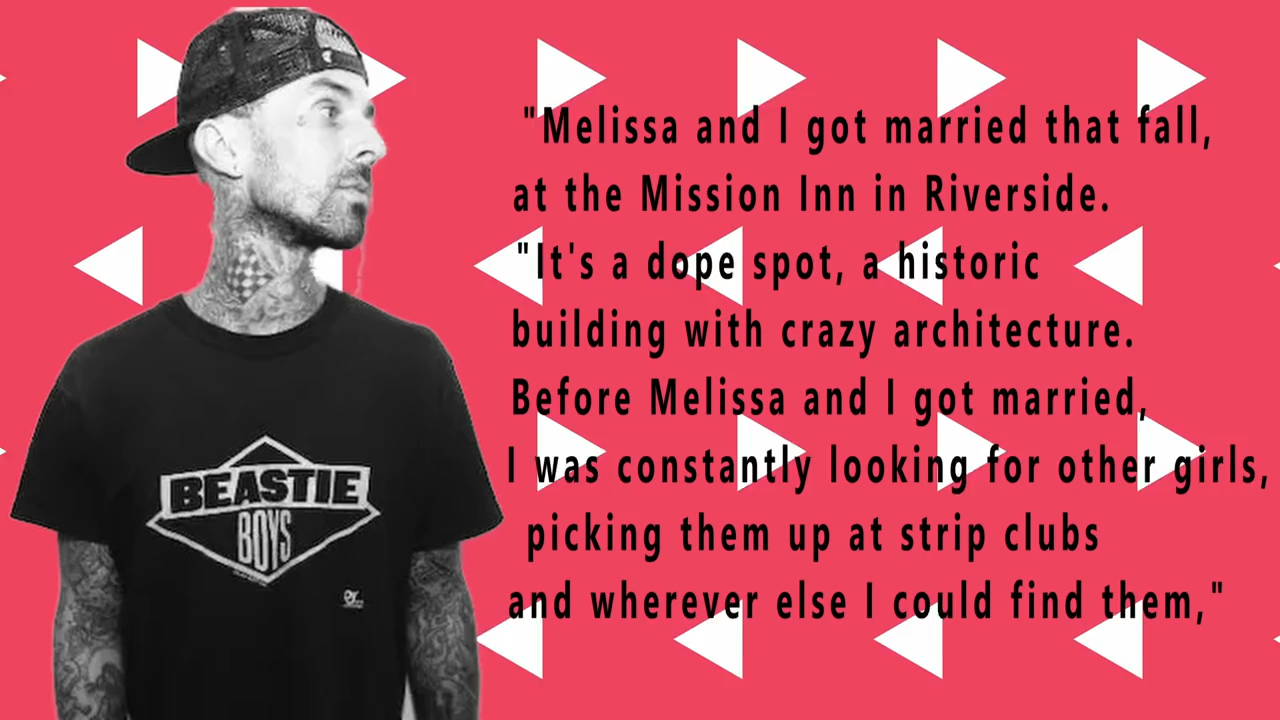 "Melissa and I got married that fall,
at the Mission Inn in Riverside.
"It's a dope spot, a historic
building with crazy architecture.
Before Melissa and I got married,
I was constantly looking for other girls,
picking them up at strip clubs
and wherever else I could find them,"
BEASTIE
BOYS